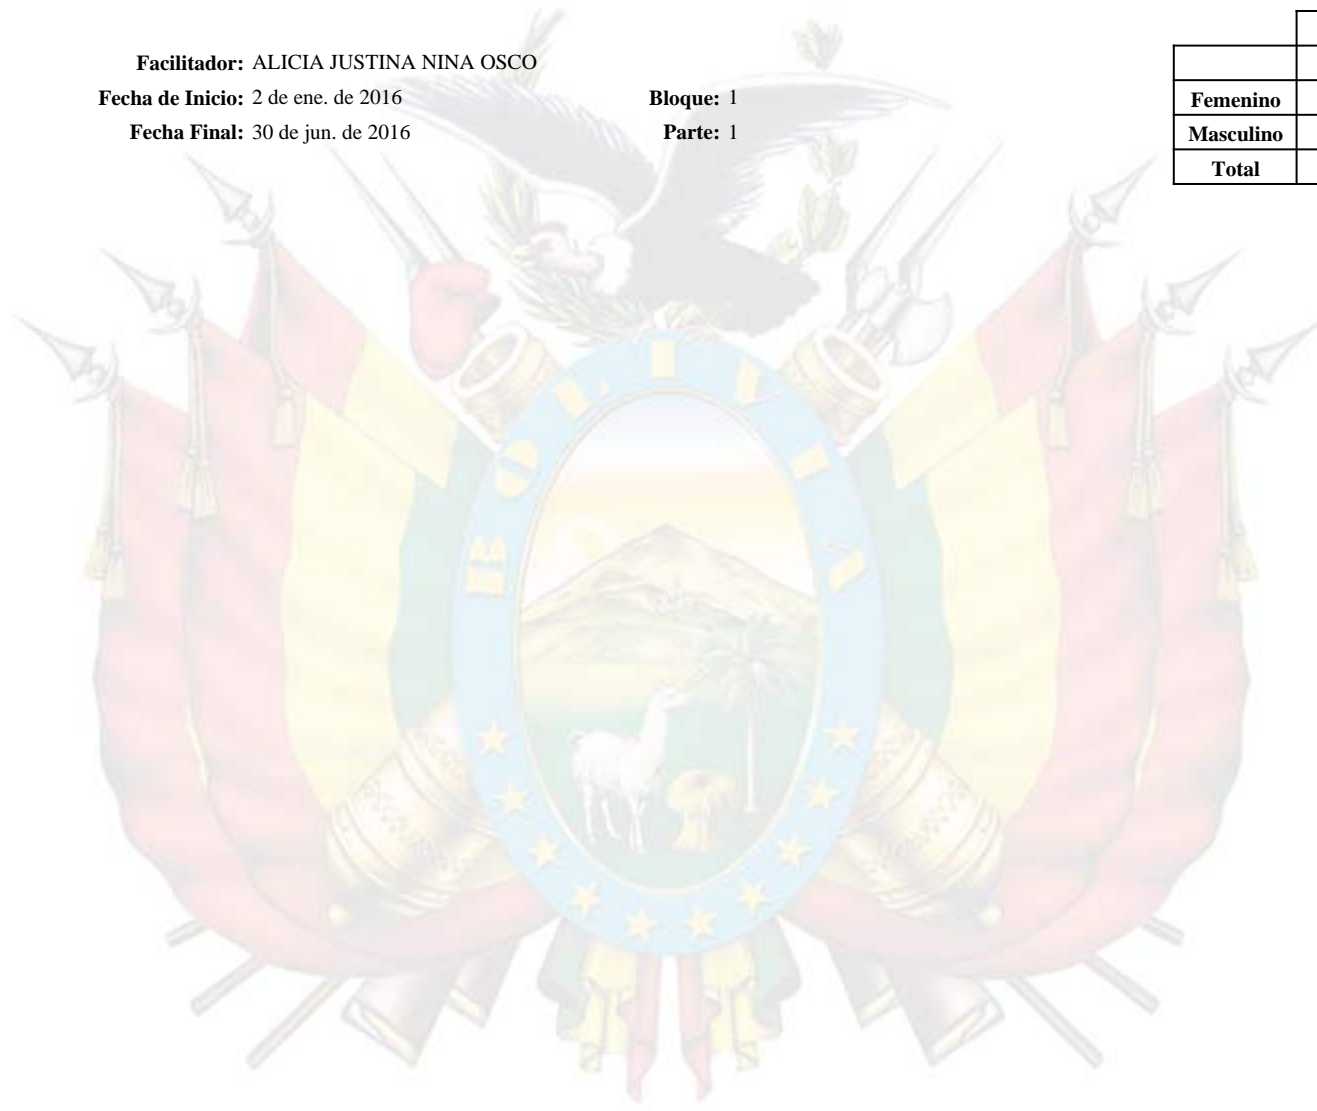 Facilitador: ALICIA JUSTINA NINA OSCO
Fecha de Inicio: 2 de ene. de 2016 Bloque: 1
Fecha Final: 30 de jun. de 2016 Parte: 1
Femenino
Masculino
Total
BOLIVIA